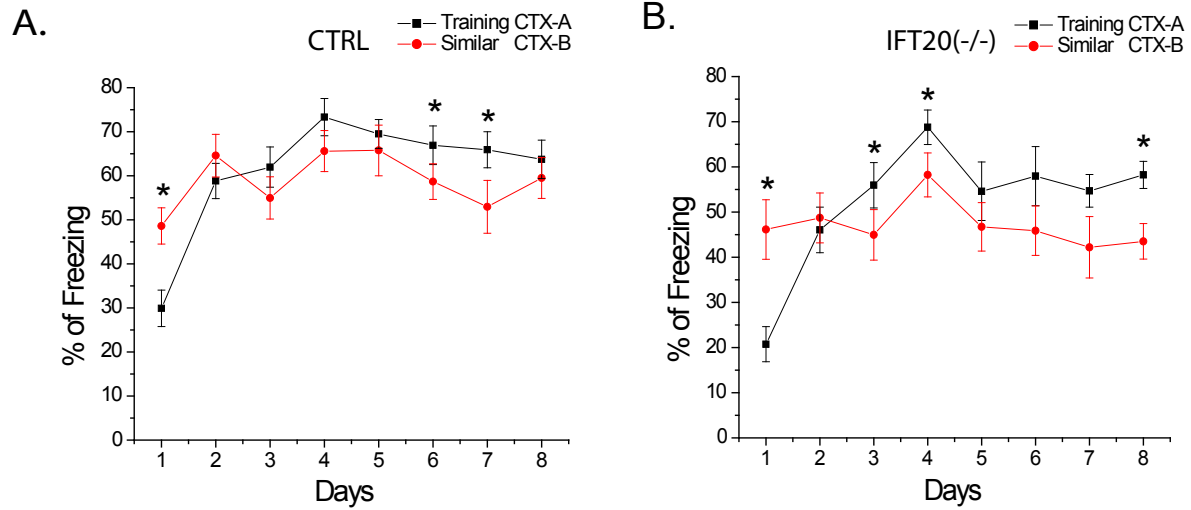 A.
CTRL
Training CTX-A
Similar CTX-B
% of Freezing
80
70
60
50
40
30
20
10
0
* * *
1 2 3 4 5 6 7 8
Days
B.
IFT20(-/-)
Training CTX-A
Similar CTX-B
% of Freezing
80
70
60
50
40
30
20
10
0
* * * *
1 2 3 4 5 6 7 8
Days